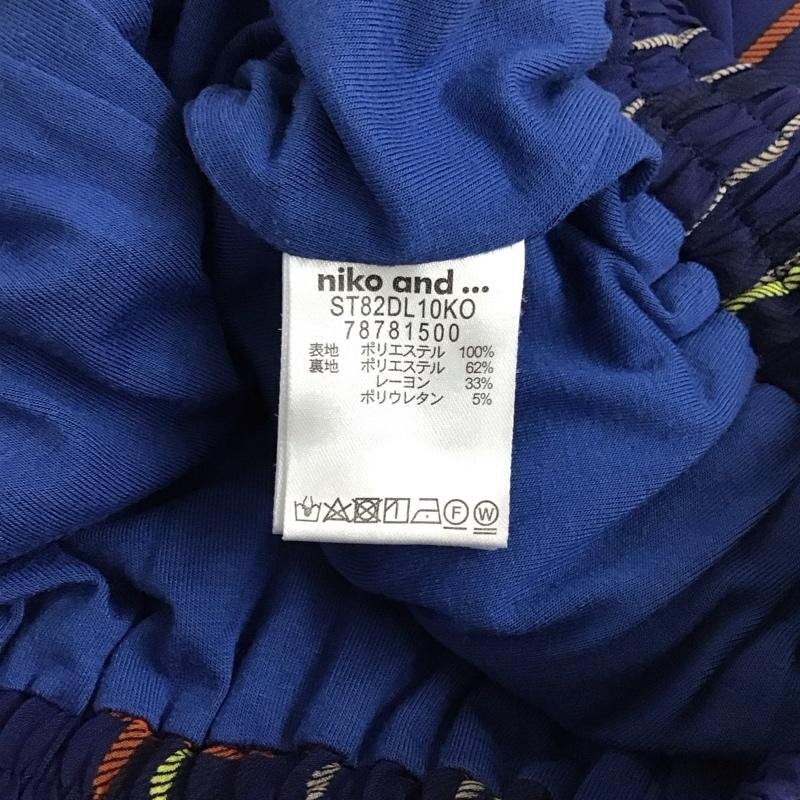 niko and ...
ST82DL10KO
78781500
表地 ポリエステル 100%
裏地 ポリエステル 62%
レーヨン 33%
ポリウレタン 5%
F W